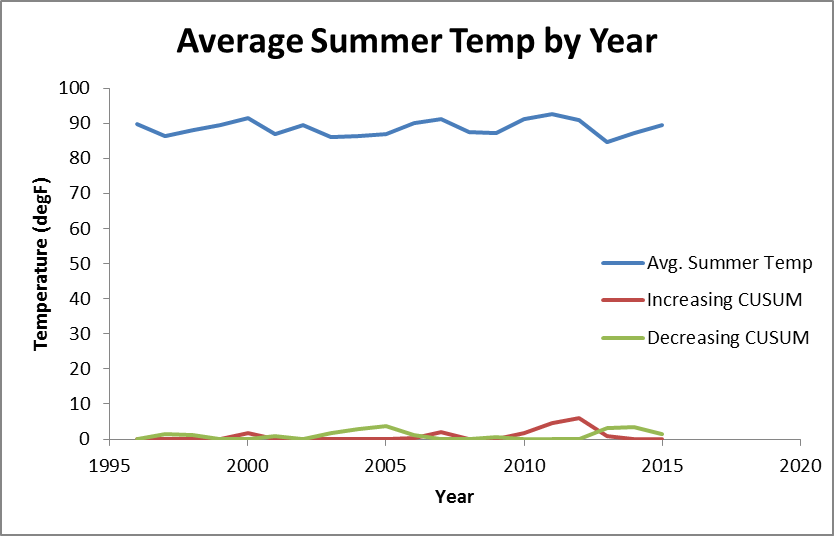 Average Summer Temp by Year
100
90
80
70
60
50
40
30
20
10
0
Temperature (degF)
Avg. Summer Temp
Increasing CUSUM
Decreasing CUSUM
1995 2000 2005 2010 2015 2020
Year